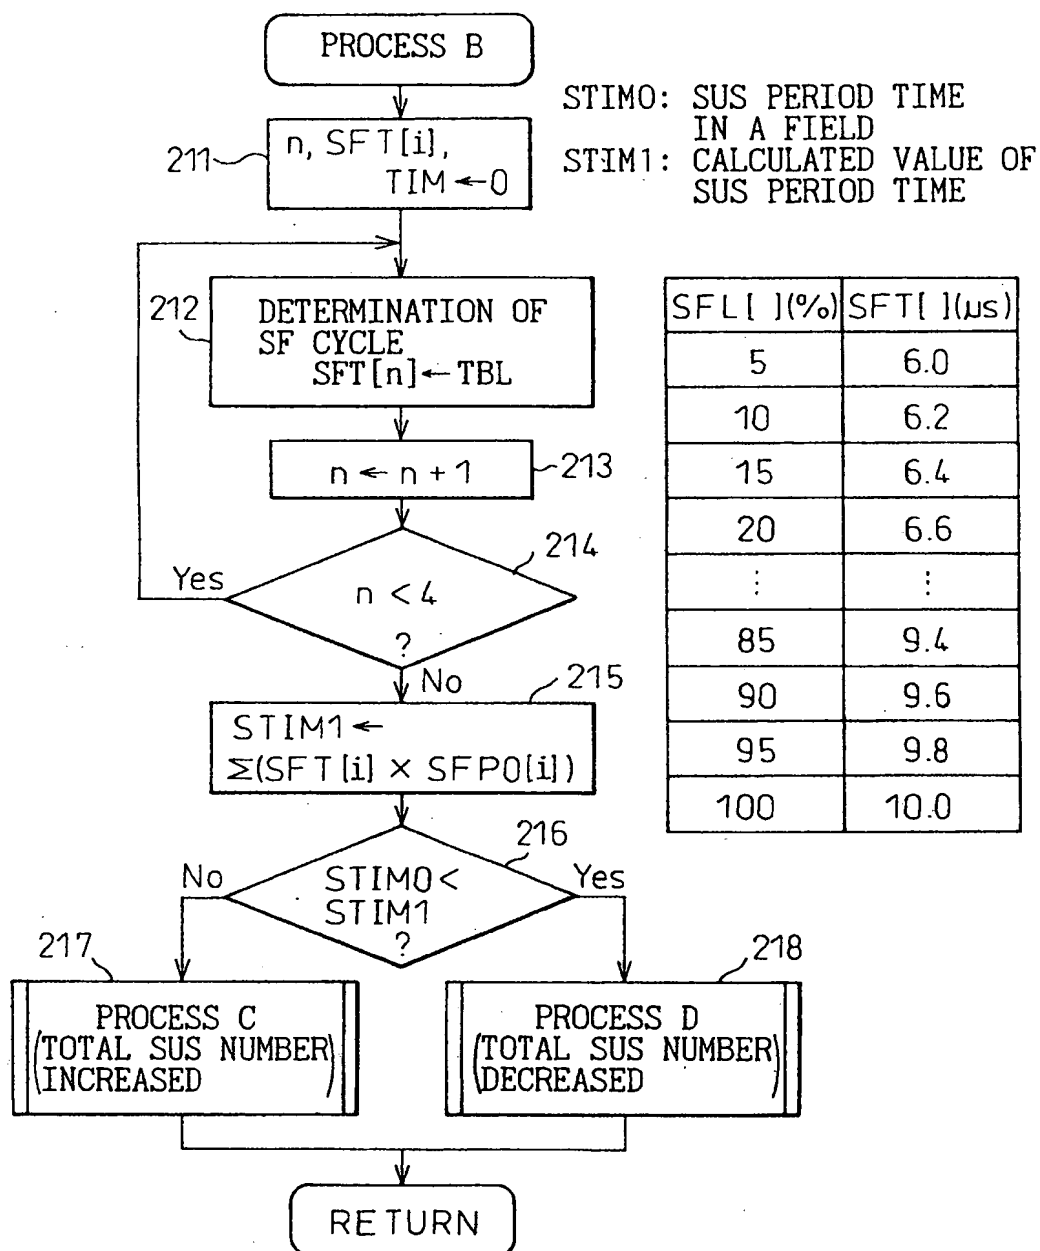 PROCESS B
STIM0: SUS PERIOD TIME
IN A FIELD
STIM1: CALCULATED VALUE OF
SUS PERIOD TIME
211
n, SFT[i],
TIM ← 0
212
DETERMINATION OF
SF CYCLE
SFT[n] ← TBL
n ← n + 1
213
214
Yes
n < 4
?
No
215
STIM1 ←
Σ(SFT[i] × SFP0[i])
216
No
STIM0 <
STIM1
?
Yes
217
PROCESS C
(TOTAL SUS NUMBER
INCREASED)
218
PROCESS D
(TOTAL SUS NUMBER
DECREASED)
RETURN
SFL[ ](%) SFT[ ](μs)
5 6.0
10 6.2
15 6.4
20 6.6
⋮ ⋮
85 9.4
90 9.6
95 9.8
100 10.0